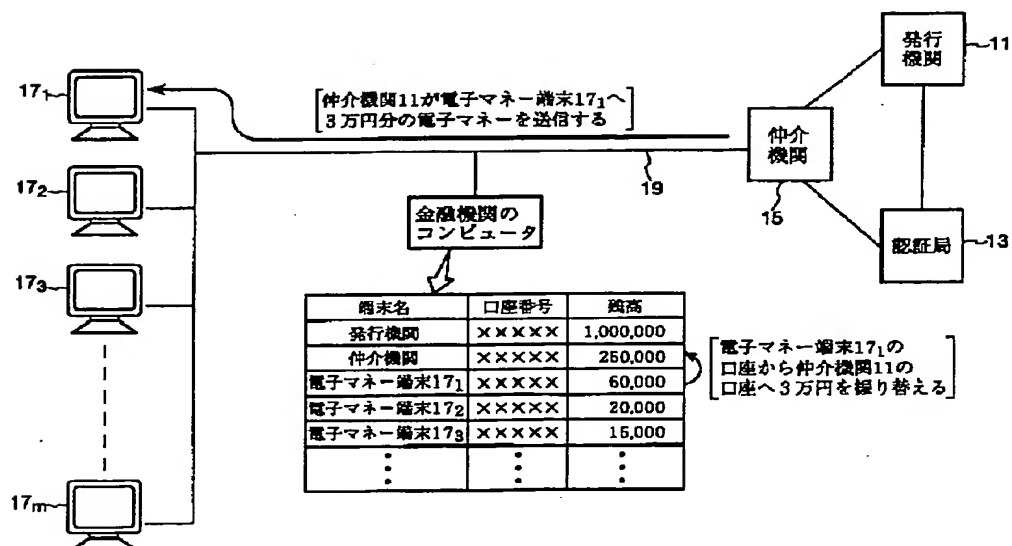 発行
機関
11
17₁
[仲介機関11が電子マネー端末17₁へ
3万円分の電子マネーを送信する]
仲介
機関
19
15
17₂
金融機関の
コンピュータ
認証局
13
17₃
端末名 口座番号 残高
発行機関 ××××× 1,000,000
仲介機関 ××××× 250,000
電子マネー端末17₁ ××××× 60,000
電子マネー端末17₂ ××××× 20,000
電子マネー端末17₃ ××××× 15,000
[電子マネー端末17₁の
口座から仲介機関11の
口座へ3万円を振り替える]
17m